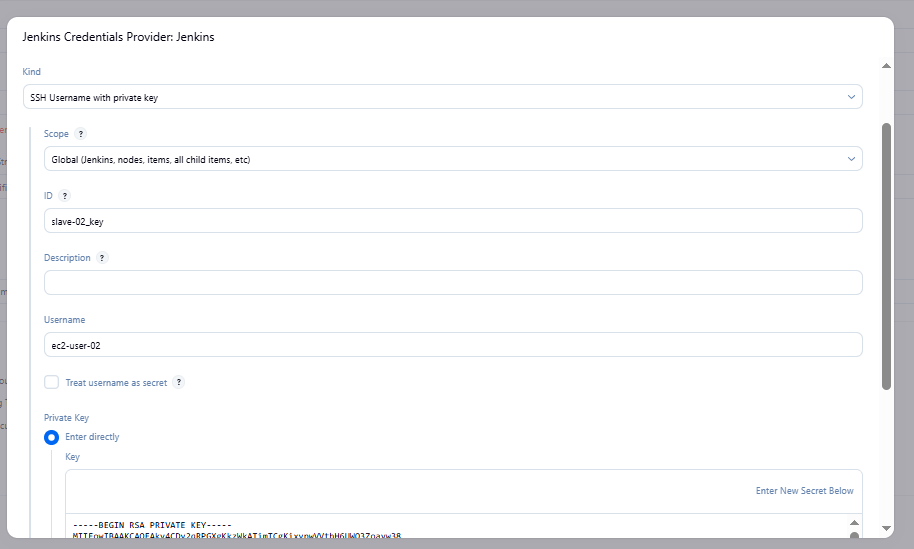 Jenkins Credentials Provider: Jenkins
Kind
SSH Username with private key
Scope ?
Global (Jenkins, nodes, items, all child items, etc)
ID ?
slave-02_key
Description ?
Username
ec2-user-02
Treat username as secret ?
Private Key
Enter directly
Key
Enter New Secret Below
-----BEGIN RSA PRIVATE KEY-----